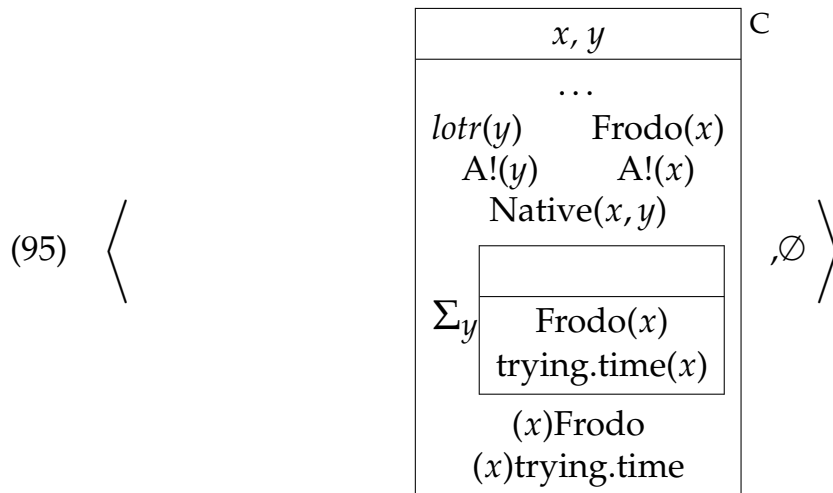 x, y C
…
lotr(y) Frodo(x)
A!(y) A!(x)
Native(x, y)
(95) ⟨ ,∅ ⟩
Σy Frodo(x)
trying.time(x)
(x)Frodo
(x)trying.time